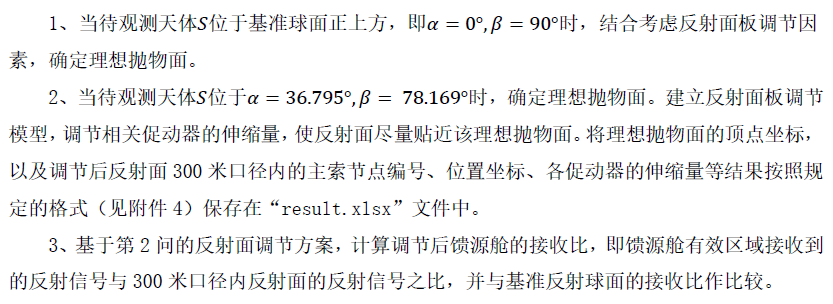 1、当待观测天体𝑆位于基准球面正上方，即𝛼 = 0°, 𝛽 = 90°时，结合考虑反射面板调节因
素，确定理想抛物面。
2、当待观测天体𝑆位于𝛼 = 36.795°, 𝛽 = 78.169°时，确定理想抛物面。建立反射面板调节
模型，调节相关促动器的伸缩量，使反射面尽量贴近该理想抛物面。将理想抛物面的顶点坐标，
以及调节后反射面 300 米口径内的主索节点编号、位置坐标、各促动器的伸缩量等结果按照规
定的格式（见附件 4）保存在“result.xlsx”文件中。
3、基于第 2 问的反射面调节方案，计算调节后馈源舱的接收比，即馈源舱有效区域接收到
的反射信号与 300 米口径内反射面的反射信号之比，并与基准反射球面的接收比作比较。